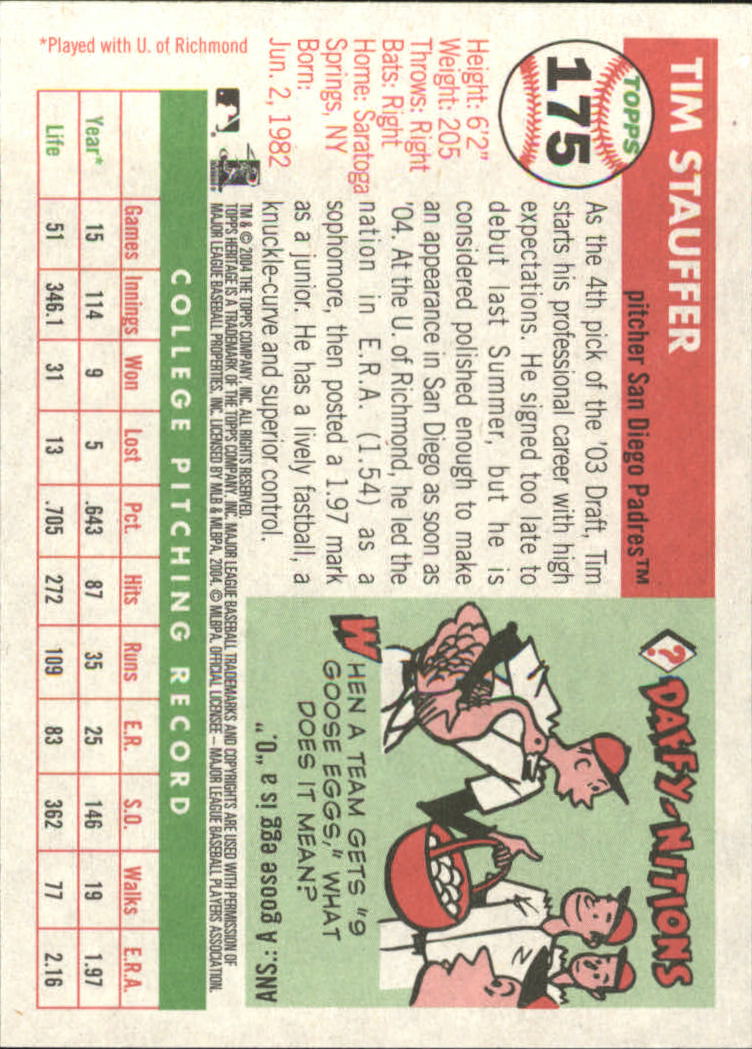 TIM STAUFFER
pitcher San Diego Padres™
TOPPS
175
Height: 6'2"
Weight: 205
Throws: Right
Bats: Right
Home: Saratoga
Springs, NY
Born:
Jun. 2, 1982
As the 4th pick of the '03 Draft, Tim
starts his professional career with high
expectations. He signed too late to
debut last Summer, but he is
considered polished enough to make
an appearance in San Diego as soon as
'04. At the U. of Richmond, he led the
nation in E.R.A. (1.54) as a
sophomore, then posted a 1.97 mark
as a junior. He has a lively fastball, a
knuckle-curve and superior control.
? DAFFY-NITIONS
WHEN A TEAM GETS "9
GOOSE EGGS," WHAT
DOES IT MEAN?
ANS.: A goose egg is a "0."
TM & © 2004 THE TOPPS COMPANY, INC. ALL RIGHTS RESERVED.
TOPPS HERITAGE IS A TRADEMARK OF THE TOPPS COMPANY, INC. MAJOR LEAGUE BASEBALL TRADEMARKS AND COPYRIGHTS ARE USED WITH PERMISSION OF
MAJOR LEAGUE BASEBALL PROPERTIES, INC. LICENSED BY MLB & MLBPA, 2004. © MLBPA. OFFICIAL LICENSEE – MAJOR LEAGUE BASEBALL PLAYERS ASSOCIATION.
COLLEGE PITCHING RECORD
Games Innings Won Lost Pct. Hits Runs E.R. S.O. Walks E.R.A.
Year* 15 114 9 5 .643 87 35 25 146 19 1.97
Life 51 346.1 31 13 .705 272 109 83 362 77 2.16
*Played with U. of Richmond